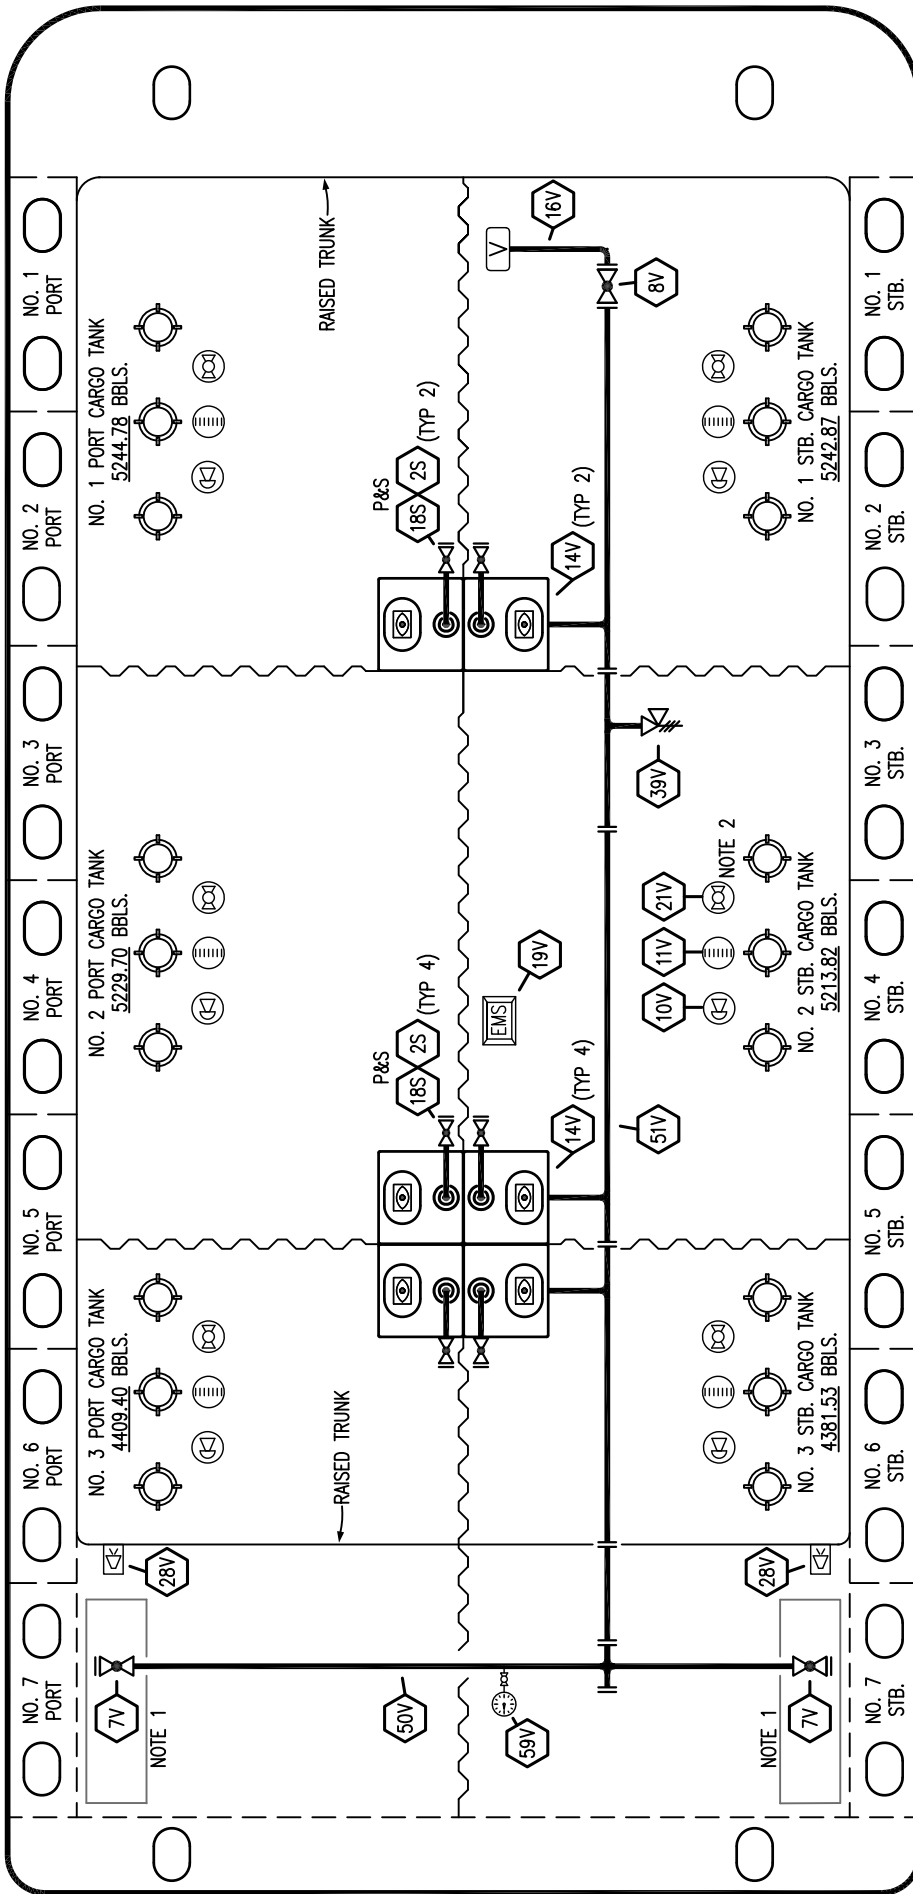 NO. 1
PORT
NO. 2
PORT
NO. 3
PORT
NO. 4
PORT
NO. 5
PORT
NO. 6
PORT
NO. 7
PORT
NO. 1 PORT CARGO TANK
5244.78 BBLS.
NO. 2 PORT CARGO TANK
5229.70 BBLS.
NO. 3 PORT CARGO TANK
4409.40 BBLS.
RAISED TRUNK
RAISED TRUNK
P&S
18S 2S (TYP 2)
P&S
18S 2S (TYP 4)
14V (TYP 2)
14V (TYP 4)
V
16V
8V
39V
EMS
19V
51V
21V
11V
10V
NOTE 2
28V
28V
7V
NOTE 1
50V
59V
7V
NOTE 1
NO. 1 STB. CARGO TANK
5242.87 BBLS.
NO. 2 STB. CARGO TANK
5213.82 BBLS.
NO. 3 STB. CARGO TANK
4381.53 BBLS.
NO. 1
STB.
NO. 2
STB.
NO. 3
STB.
NO. 4
STB.
NO. 5
STB.
NO. 6
STB.
NO. 7
STB.